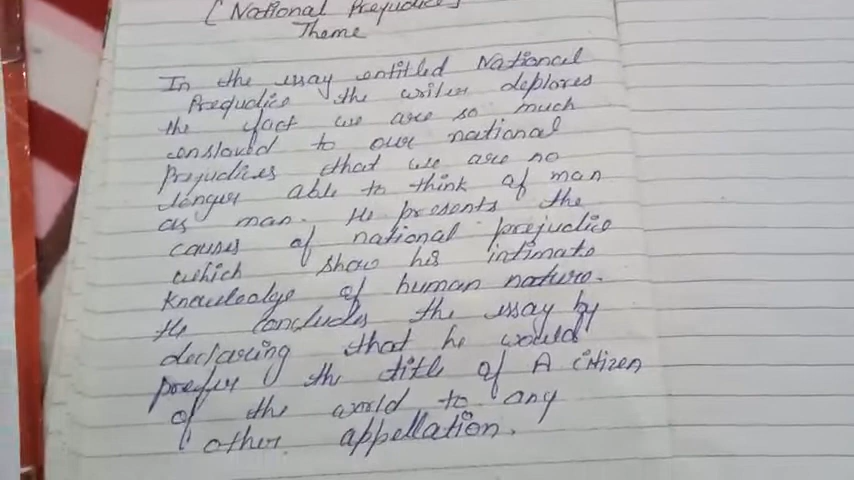 [ National Prejudices ]
Theme
In the essay entitled National
Prequdice the writer deplores
the fact we are so much
enslaved to our national
Prejudices that we are no
longer able to think of man
as man. He presents the
causes of national prejudice
which show his intimate
knowledge of human nature.
He concludes the essay by
declaring that he would
prefer the title of A citizen
of the world to any
other appellation.